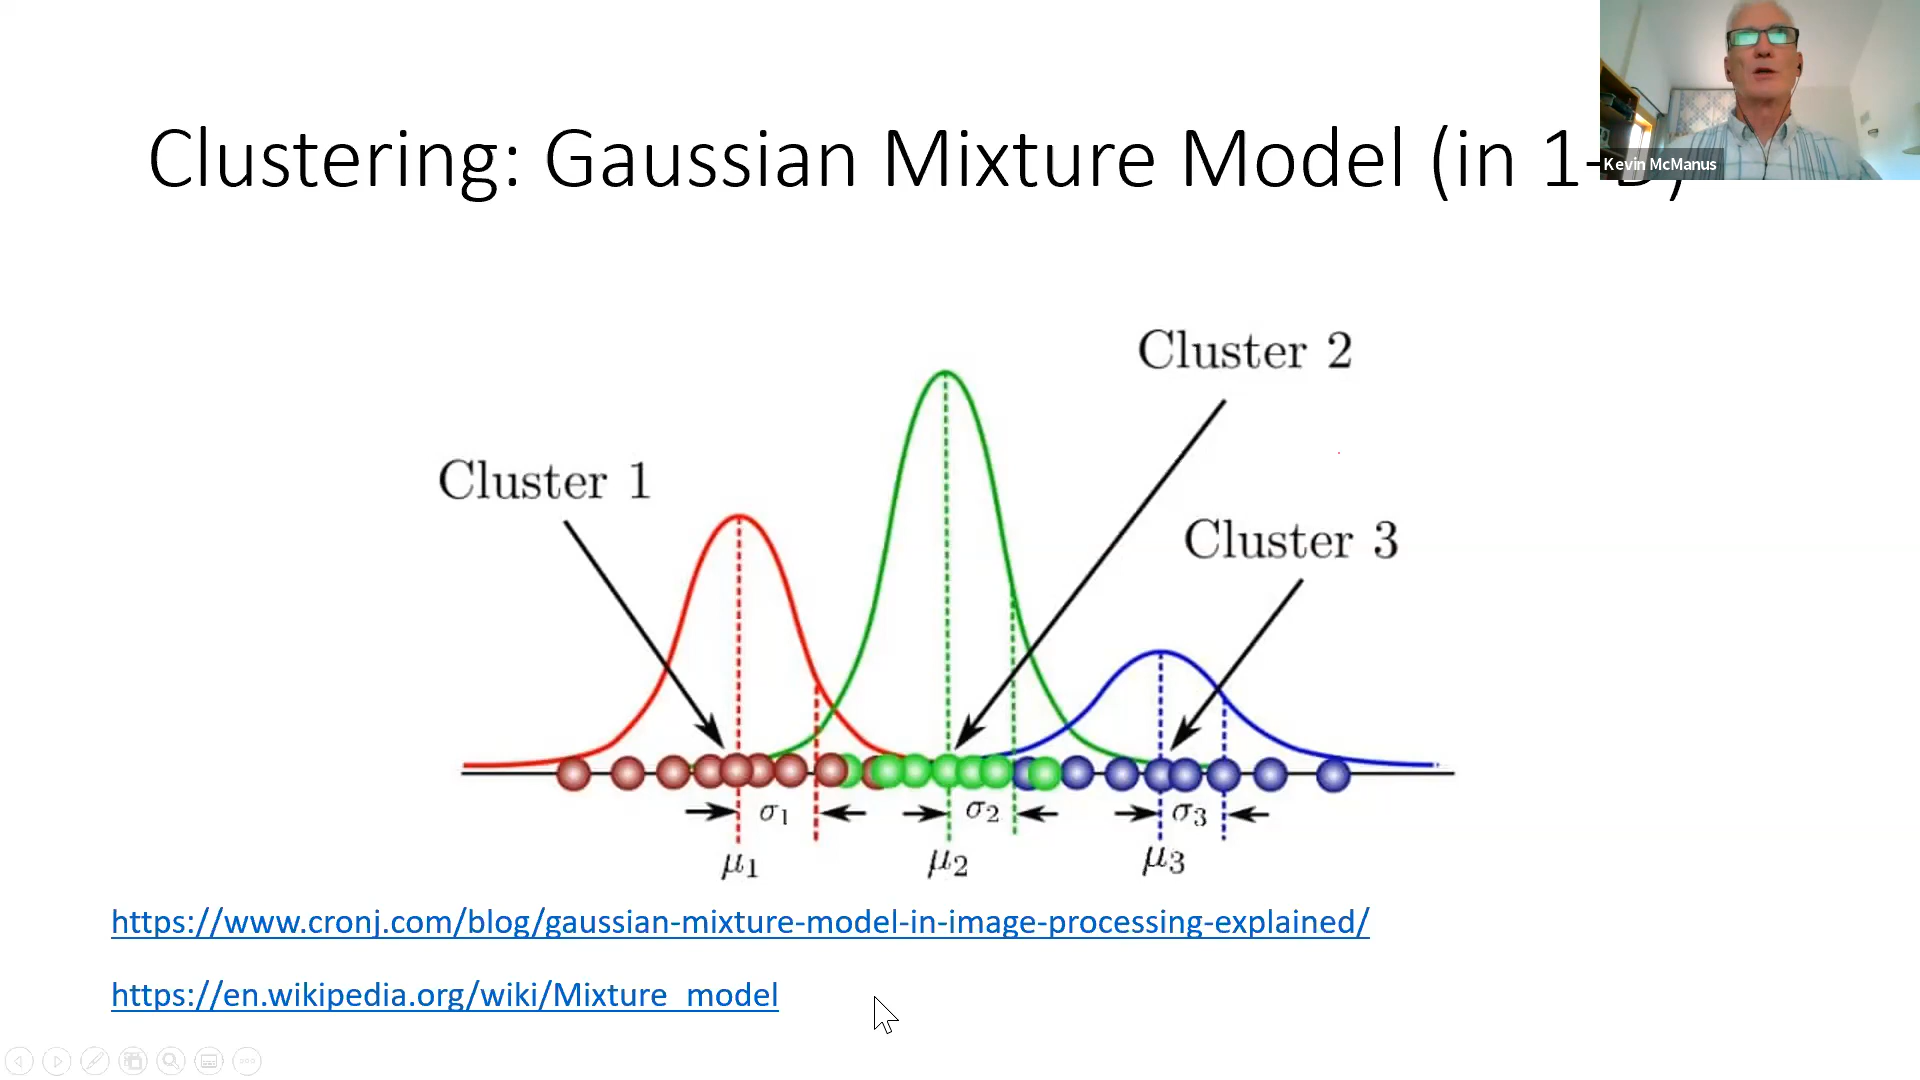 Clustering: Gaussian Mixture Model (in 1-D)
Kevin McManus
Cluster 2
Cluster 1
Cluster 3
σ1 σ2 σ3
μ1 μ2 μ3
https://www.cronj.com/blog/gaussian-mixture-model-in-image-processing-explained/
https://en.wikipedia.org/wiki/Mixture_model